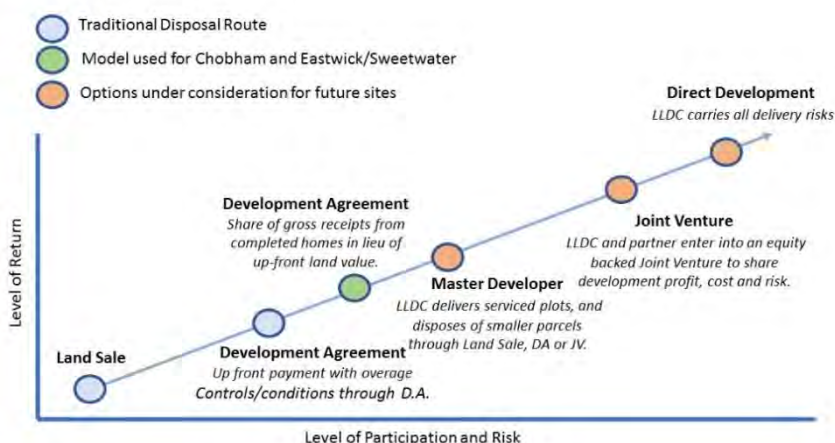 Traditional Disposal Route
Model used for Chobham and Eastwick/Sweetwater
Options under consideration for future sites
Direct Development
LLDC carries all delivery risks
Development Agreement
Share of gross receipts from
completed homes in lieu of
up-front land value.
Joint Venture
LLDC and partner enter into an equity
backed Joint Venture to share
development profit, cost and risk.
Master Developer
LLDC delivers serviced plots, and
disposes of smaller parcels
through Land Sale, DA or JV.
Land Sale
Development Agreement
Up front payment with overage
Controls/conditions through D.A.
Level of Return
Level of Participation and Risk